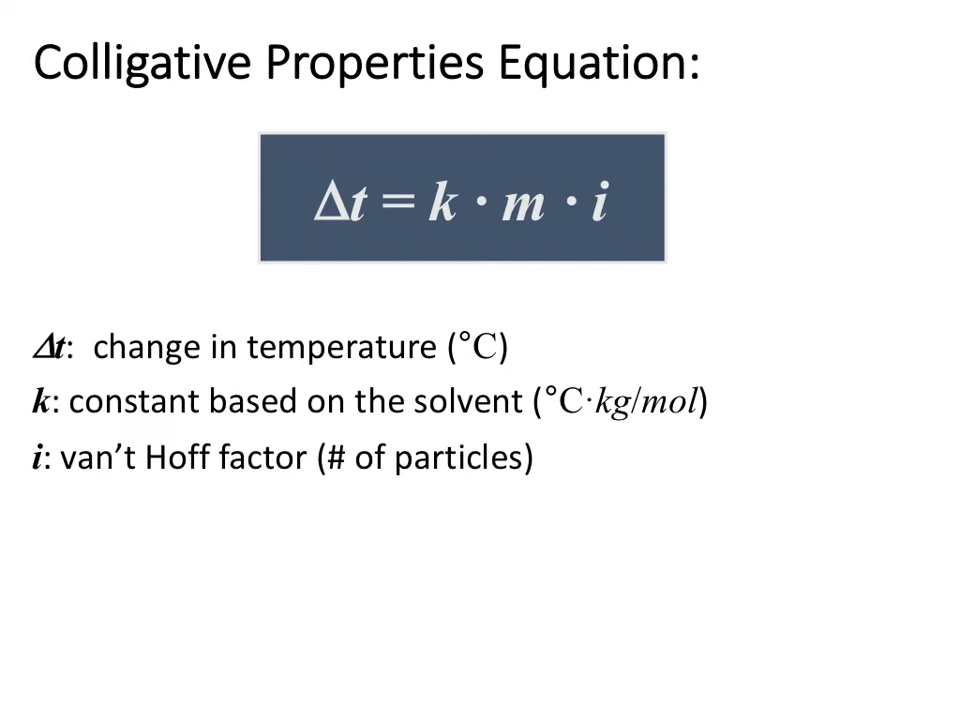 Colligative Properties Equation:
Δt = k · m · i
Δt: change in temperature (°C)
k: constant based on the solvent (°C·kg/mol)
i: van’t Hoff factor (# of particles)